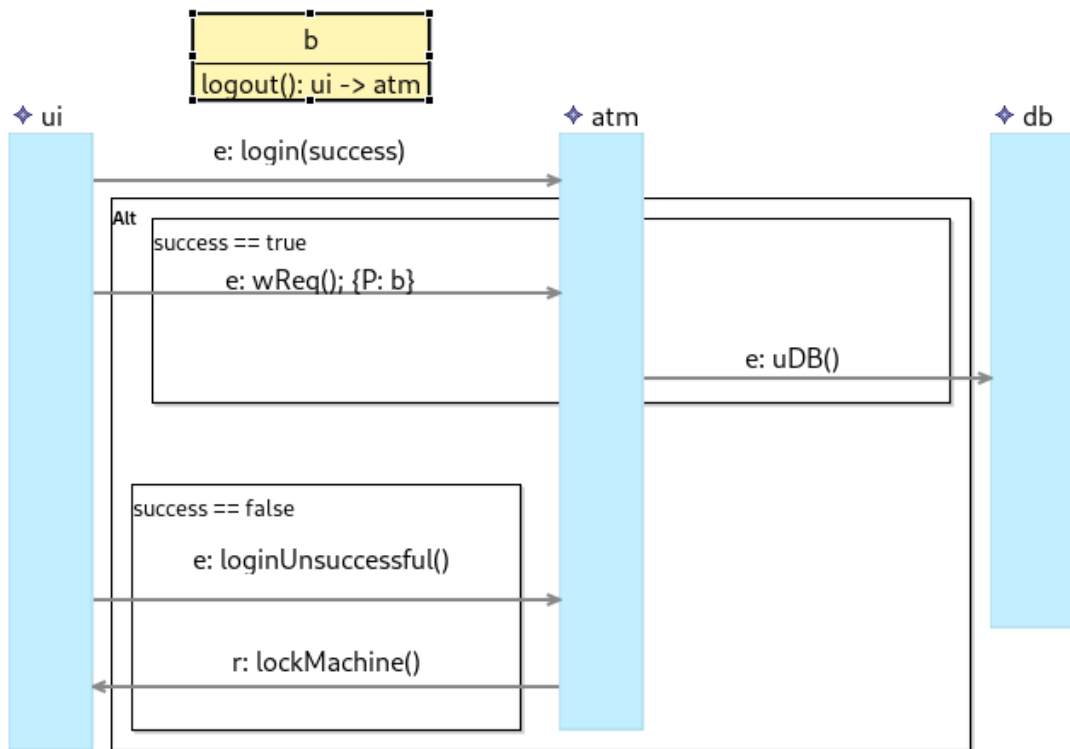 b
logout(): ui -> atm
ui
atm
db
e: login(success)
Alt
success == true
e: wReq(); {P: b}
e: uDB()
success == false
e: loginUnsuccessful()
r: lockMachine()